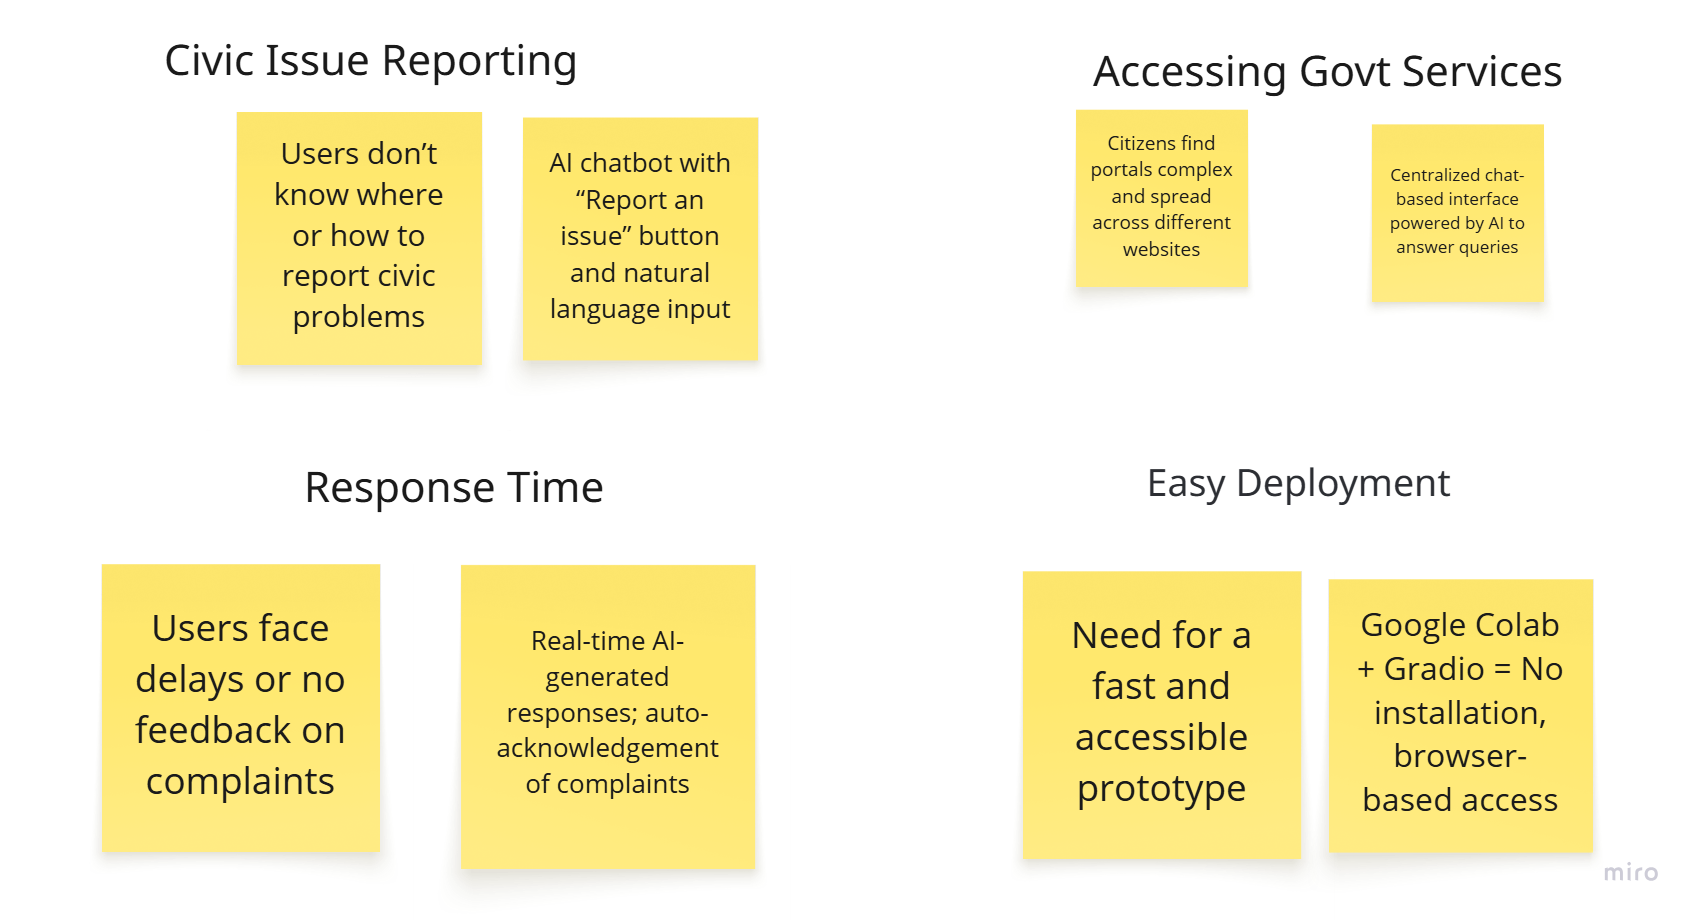 Civic Issue Reporting
Users don’t
know where
or how to
report civic
problems
AI chatbot with
“Report an
issue” button
and natural
language input
Accessing Govt Services
Citizens find
portals complex
and spread
across different
websites
Centralized chat-
based interface
powered by AI to
answer queries
Response Time
Users face
delays or no
feedback on
complaints
Real-time AI-
generated
responses; auto-
acknowledgement
of complaints
Easy Deployment
Need for a
fast and
accessible
prototype
Google Colab
+ Gradio = No
installation,
browser-
based access
miro